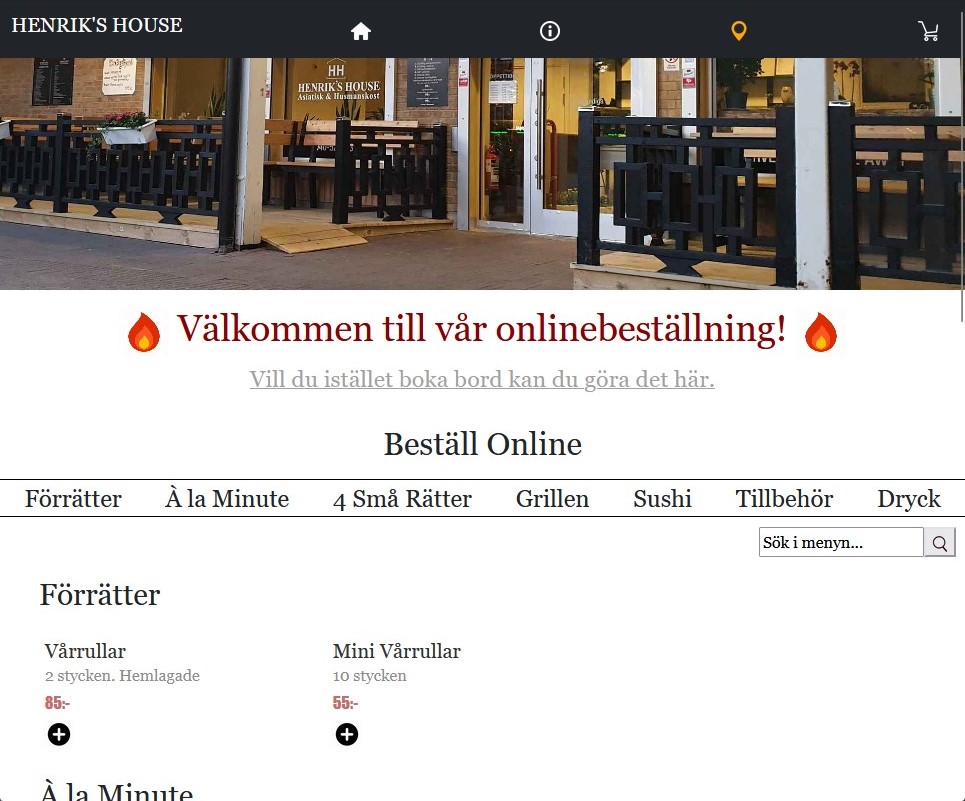 HENRIK'S HOUSE
HH
HENRIK'S HOUSE
Asiatisk & Husmanskost
Välkommen till vår onlinebeställning!
Vill du istället boka bord kan du göra det här.
Beställ Online
Förrätter À la Minute 4 Små Rätter Grillen Sushi Tillbehör Dryck
Sök i menyn...
Förrätter
Vårrullar
2 stycken. Hemlagade
85:-
Mini Vårrullar
10 stycken
55:-
À la Minute